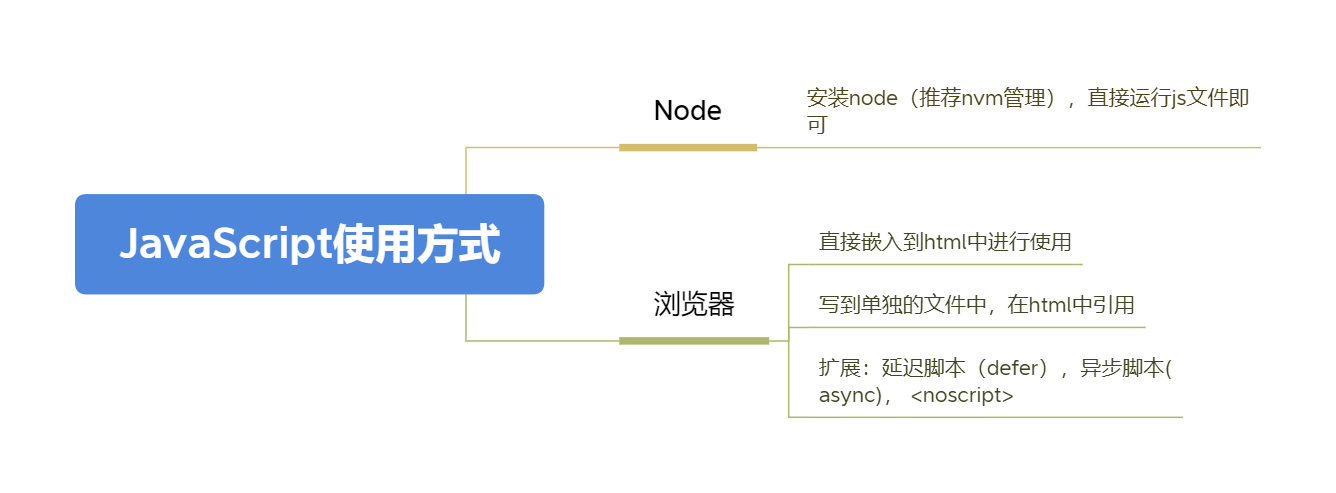 JavaScript使用方式
Node
安装node（推荐nvm管理），直接运行js文件即
可
浏览器
直接嵌入到html中进行使用
写到单独的文件中，在html中引用
扩展：延迟脚本（defer），异步脚本(
async)， <noscript>